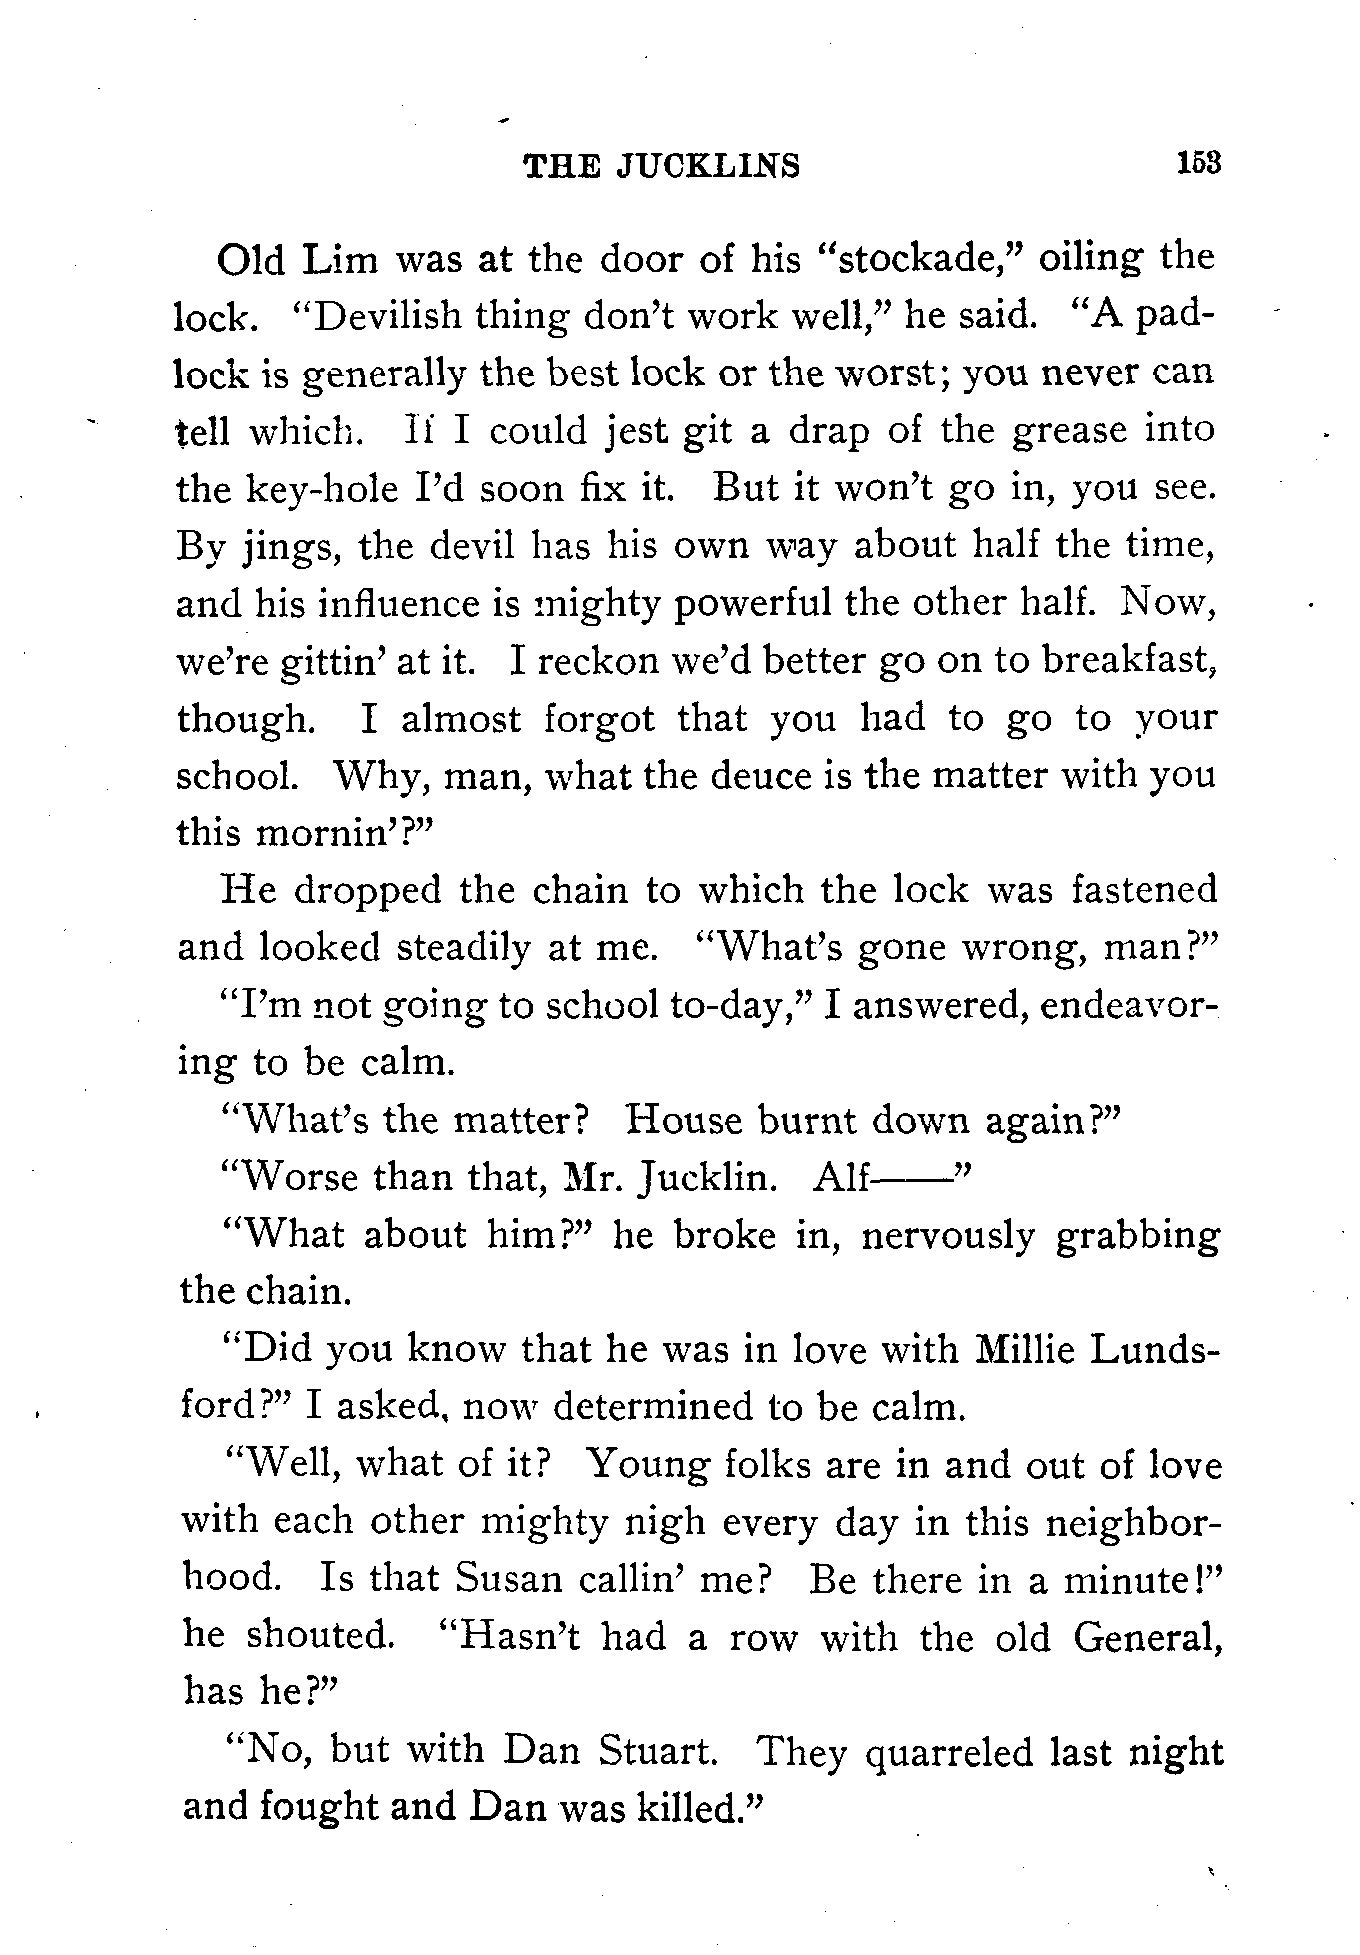 THE JUCKLINS 153
Old Lim was at the door of his “stockade,” oiling the
lock. “Devilish thing don’t work well,” he said. “A pad-
lock is generally the best lock or the worst; you never can
tell which. If I could jest git a drap of the grease into
the key-hole I’d soon fix it. But it won’t go in, you see.
By jings, the devil has his own way about half the time,
and his influence is mighty powerful the other half. Now,
we’re gittin’ at it. I reckon we’d better go on to breakfast,
though. I almost forgot that you had to go to your
school. Why, man, what the deuce is the matter with you
this mornin’?”
He dropped the chain to which the lock was fastened
and looked steadily at me. “What’s gone wrong, man?”
“I’m not going to school to-day,” I answered, endeavor-
ing to be calm.
“What’s the matter? House burnt down again?”
“Worse than that, Mr. Jucklin. Alf——”
“What about him?” he broke in, nervously grabbing
the chain.
“Did you know that he was in love with Millie Lunds-
ford?” I asked, now determined to be calm.
“Well, what of it? Young folks are in and out of love
with each other mighty nigh every day in this neighbor-
hood. Is that Susan callin’ me? Be there in a minute!”
he shouted. “Hasn’t had a row with the old General,
has he?”
“No, but with Dan Stuart. They quarreled last night
and fought and Dan was killed.”